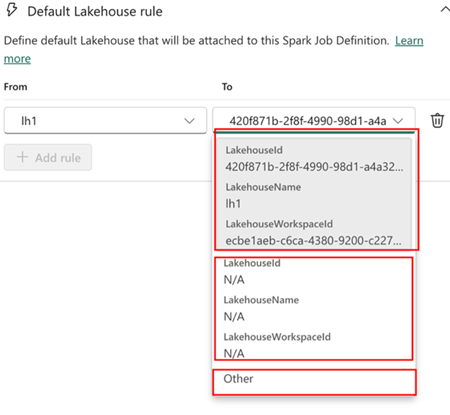 Default Lakehouse rule
Define default Lakehouse that will be attached to this Spark Job Definition. Learn
more
From To
lh1 420f871b-2f8f-4990-98d1-a4a
+ Add rule
LakehouseId
420f871b-2f8f-4990-98d1-a4a32...
LakehouseName
lh1
LakehouseWorkspaceId
ecbe1aeb-c6ca-4380-9200-c227...
LakehouseId
N/A
LakehouseName
N/A
LakehouseWorkspaceId
N/A
Other